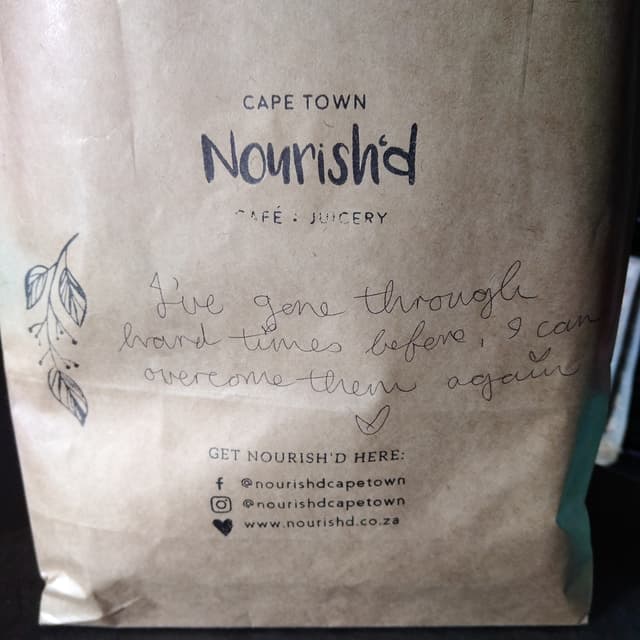 CAPE TOWN
Nourish'd
CAFÉ : JUICERY
I've gone through
hard times before, I can
overcome them again
GET NOURISH'D HERE:
@nourishdcapetown
@nourishdcapetown
www.nourishd.co.za